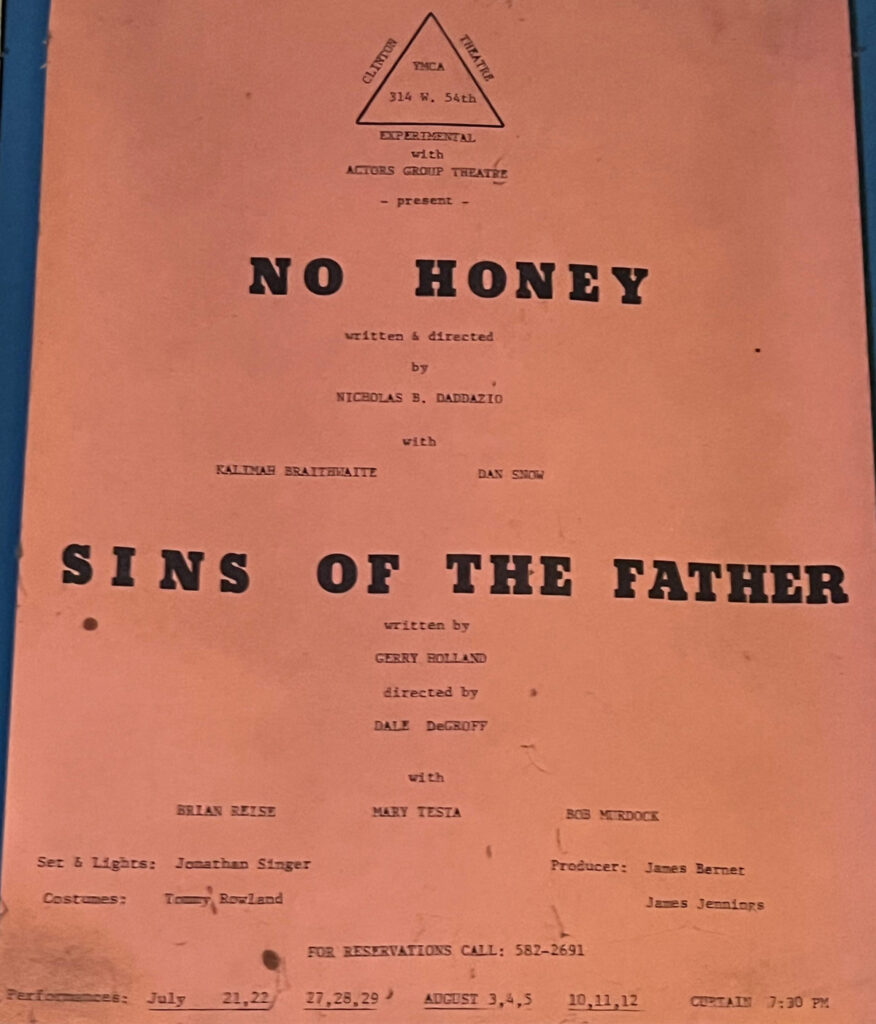 CLINTON THEATRE
YMCA
314 W. 54th
EXPERIMENTAL
with
ACTORS GROUP THEATRE
- present -
NO HONEY
written & directed
by
NICHOLAS B. DADDAZIO
with
KALIMAH BRAITHWAITE DAN SNOW
SINS OF THE FATHER
written by
GERRY HOLLAND
directed by
DALE DeGROFF
with
BRIAN REISE MARY TESTA BOB MURDOCK
Set & Lights: Jonathan Singer Producer: James Bernet
Costumes: Tommy Rowland James Jennings
FOR RESERVATIONS CALL: 582-2691
Performances: July 21,22 27,28,29 AUGUST 3,4,5 10,11,12 CURTAIN 7:30 PM